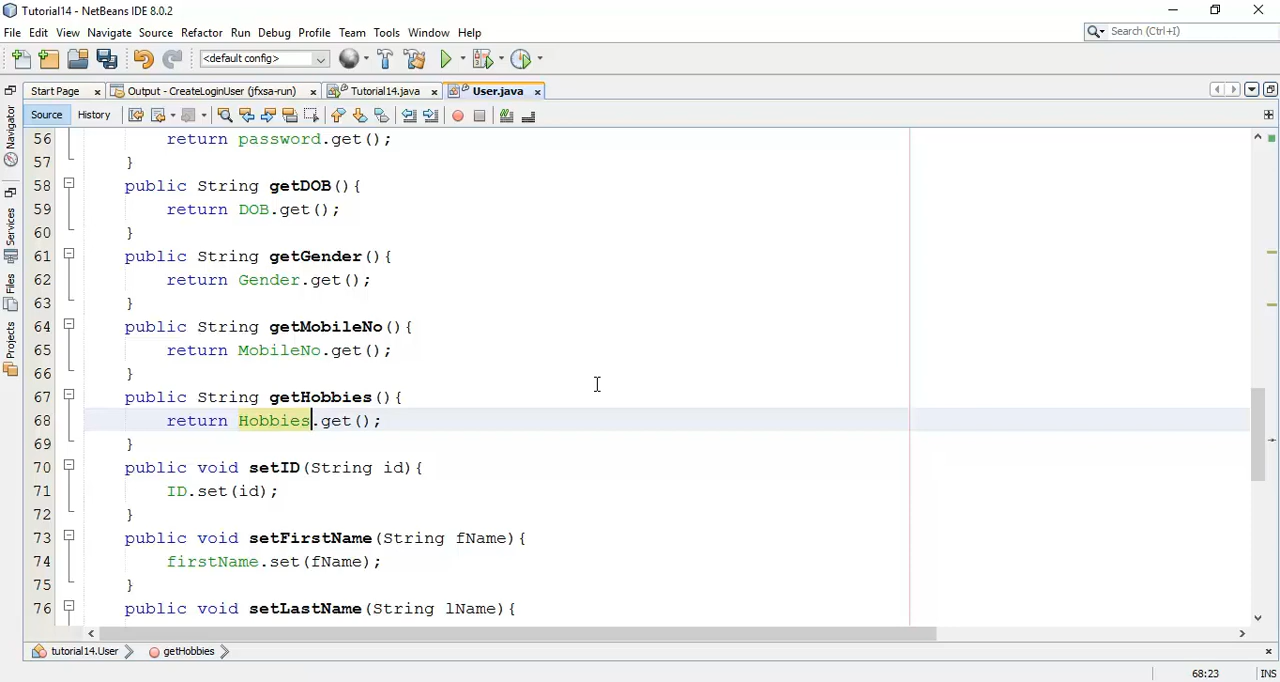 Tutorial14 - NetBeans IDE 8.0.2
File Edit View Navigate Source Refactor Run Debug Profile Team Tools Window Help
Search (Ctrl+I)
<default config>
Start Page Output - CreateLoginUser (jfxsa-run) Tutorial14.java User.java
Source History
Navigator
Services
Files
Projects
56 return password.get();
57 }
58 public String getDOB(){
59 return DOB.get();
60 }
61 public String getGender(){
62 return Gender.get();
63 }
64 public String getMobileNo(){
65 return MobileNo.get();
66 }
67 public String getHobbies(){
68 return Hobbies.get();
69 }
70 public void setID(String id){
71 ID.set(id);
72 }
73 public void setFirstName(String fName){
74 firstName.set(fName);
75 }
76 public void setLastName(String lName){
tutorial14.User getHobbies
68:23 INS